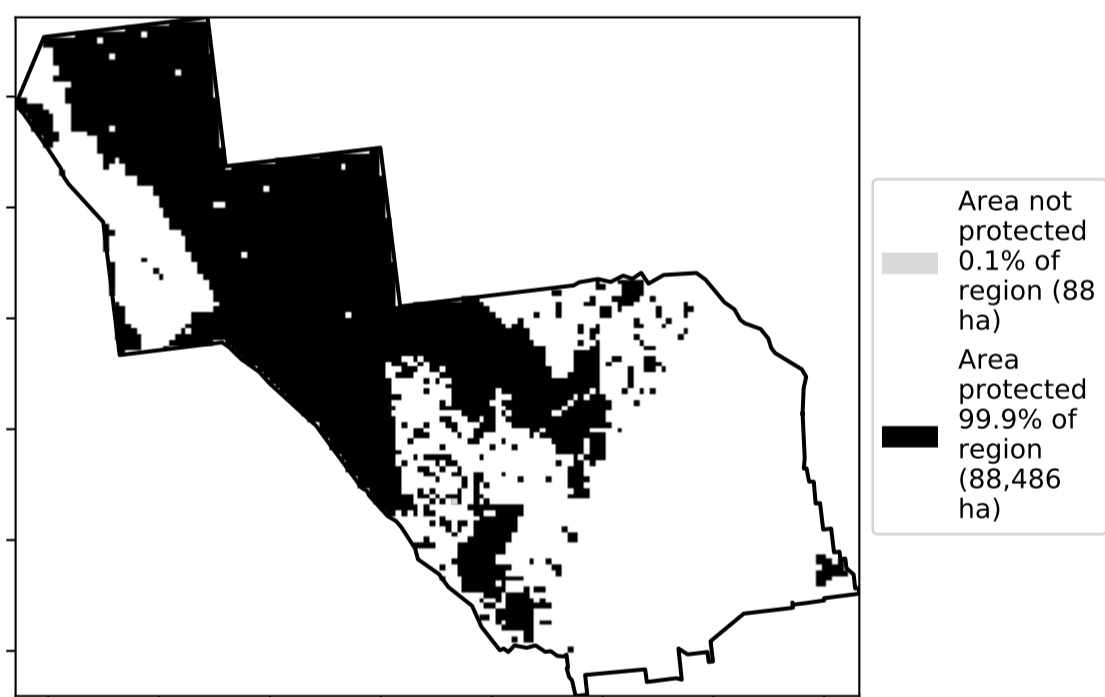 Area not
protected
0.1% of
region (88
ha)
Area
protected
99.9% of
region
(88,486
ha)